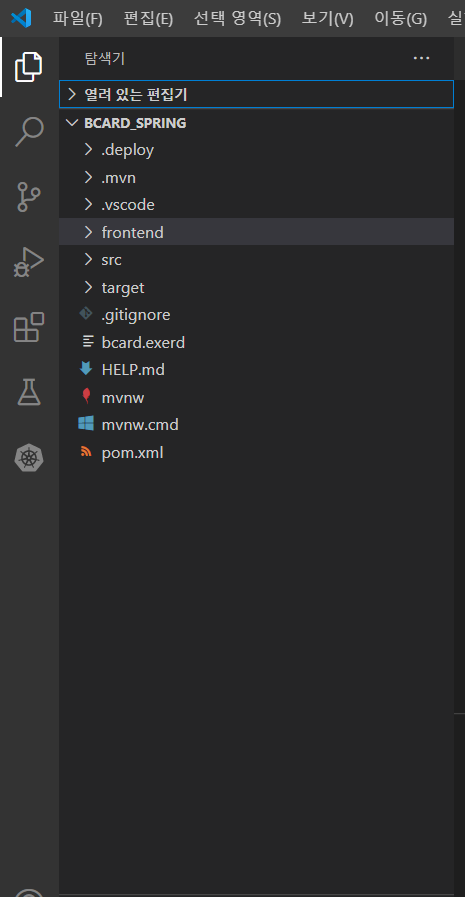 파일(F) 편집(E) 선택 영역(S) 보기(V) 이동(G) 실
탐색기
열려 있는 편집기
BCARD_SPRING
.deploy
.mvn
.vscode
frontend
src
target
.gitignore
bcard.exerd
HELP.md
mvnw
mvnw.cmd
pom.xml